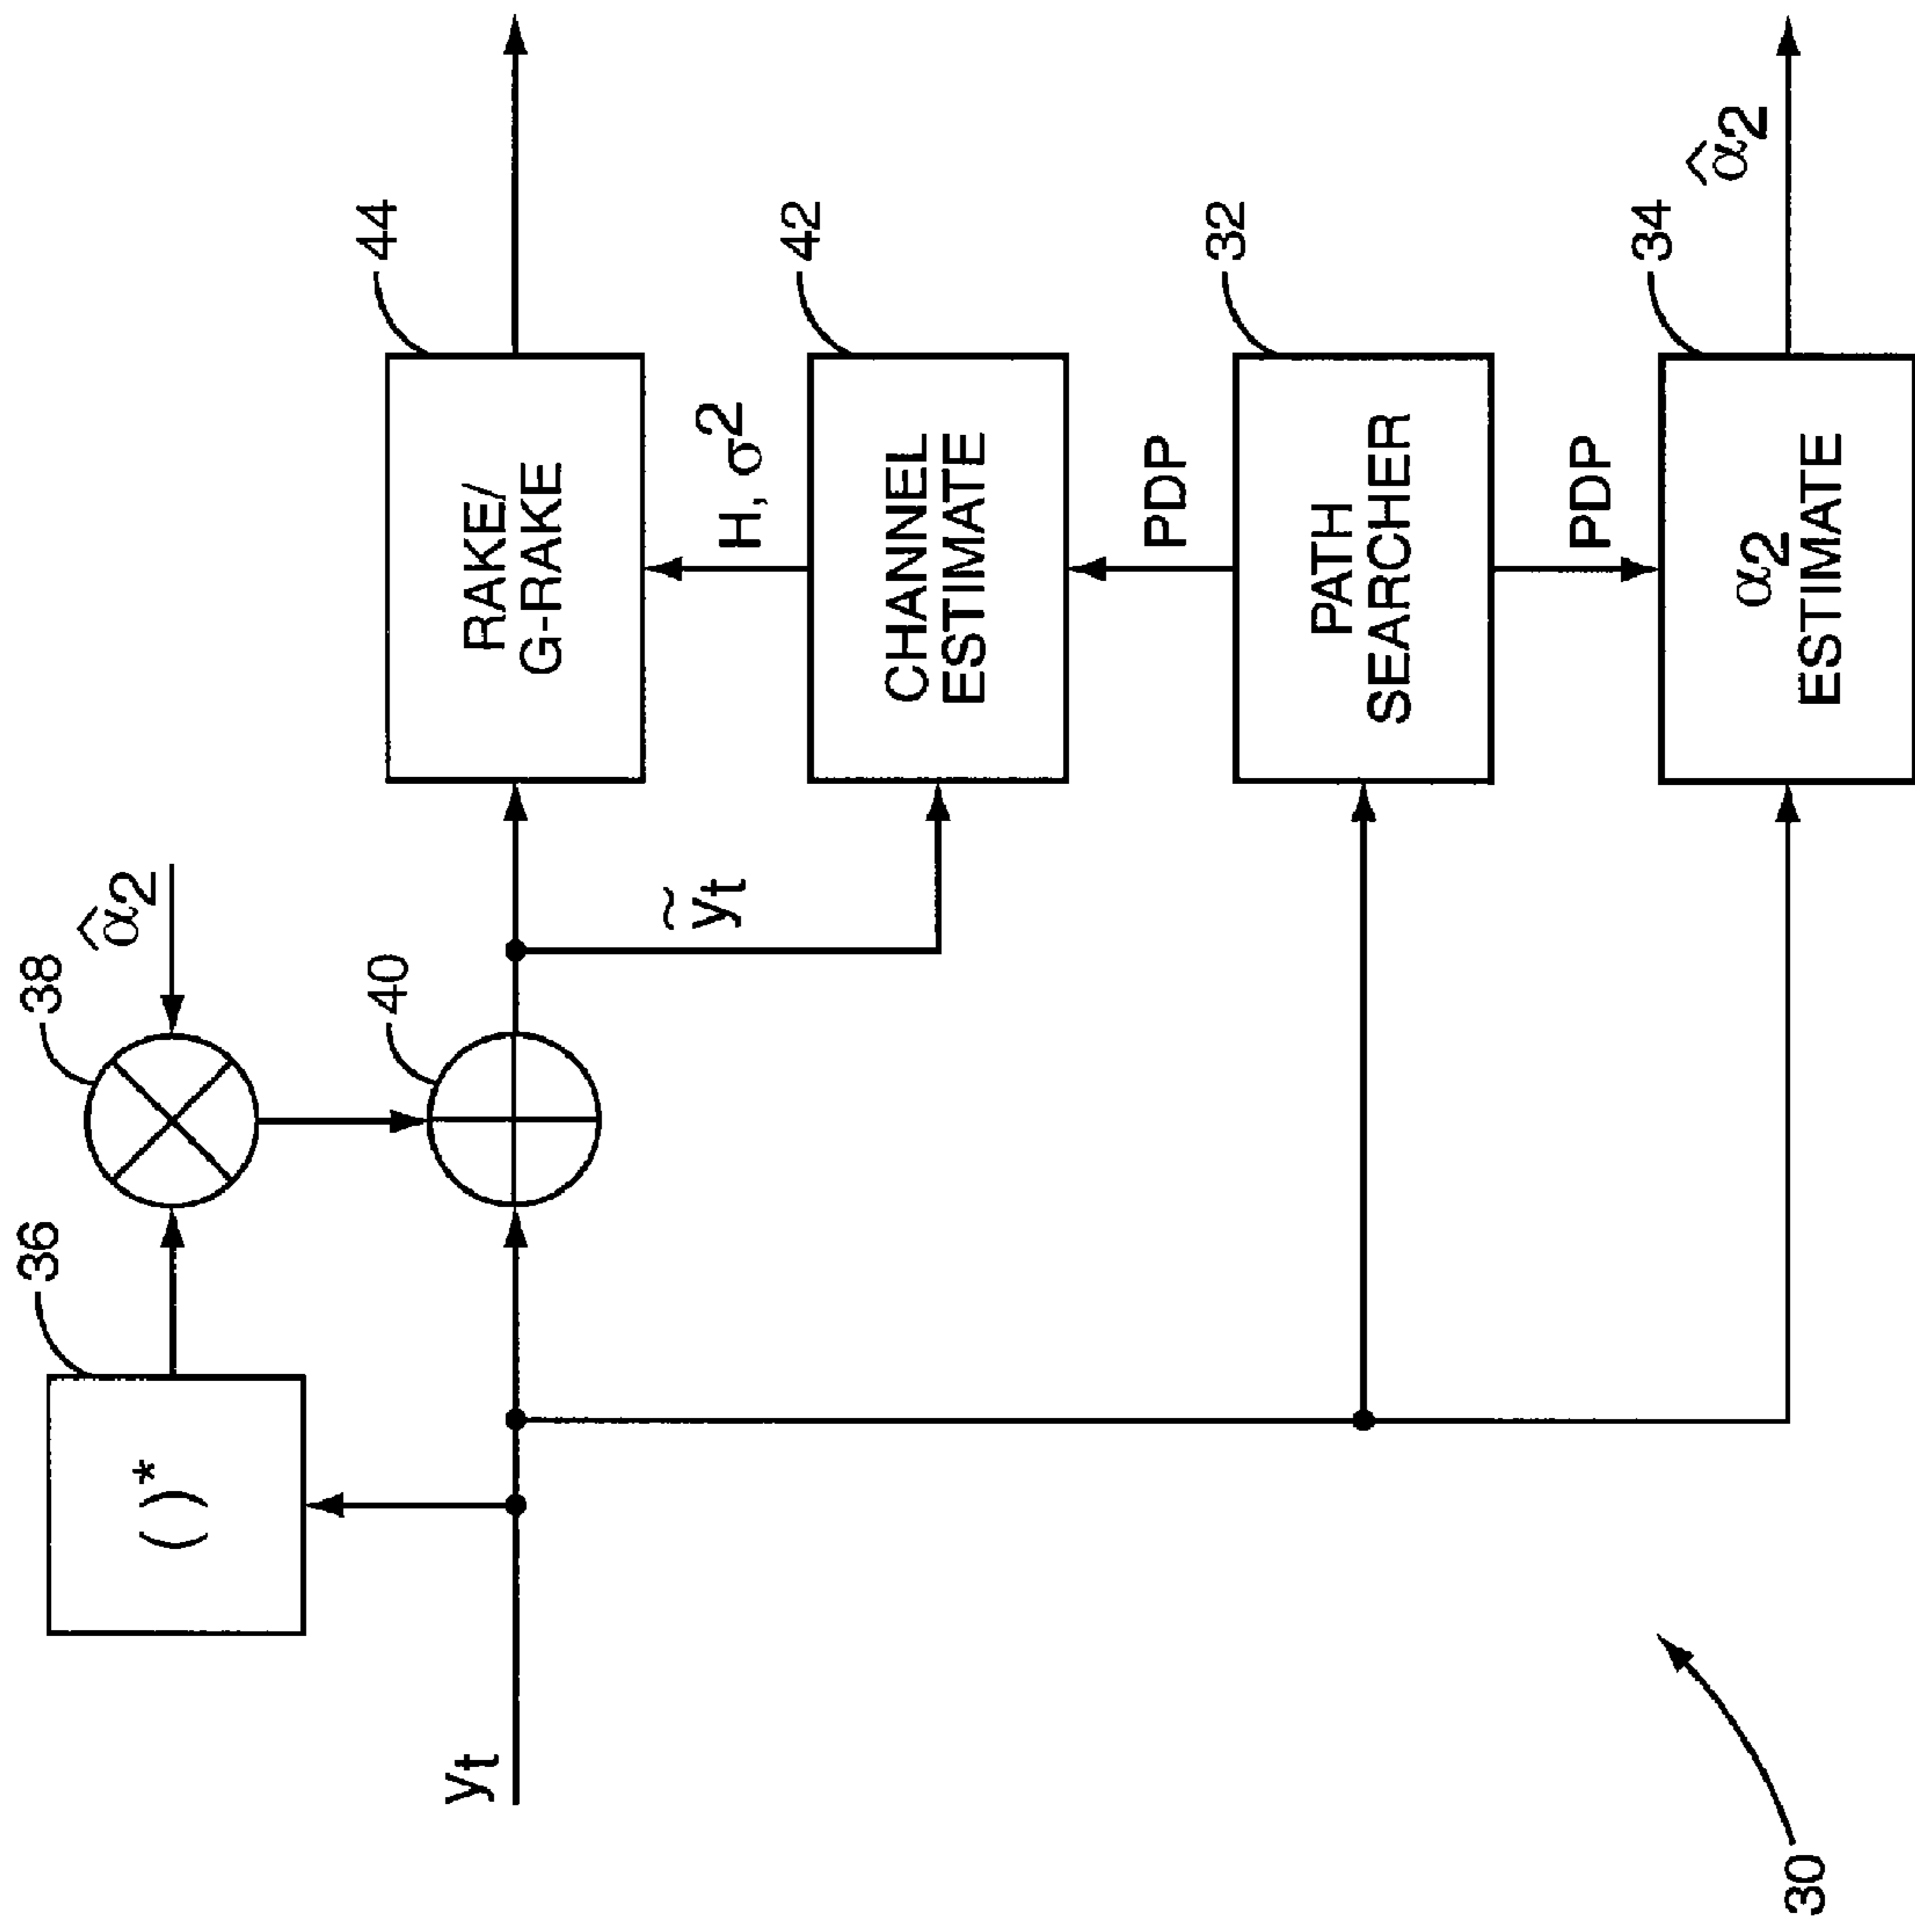 36
38
α̂2
( )*
40
44
yt
RAKE/
G-RAKE
ỹt
H, σ2
42
CHANNEL
ESTIMATE
PDP
32
PATH
SEARCHER
PDP
34
α2
ESTIMATE
α̂2
30